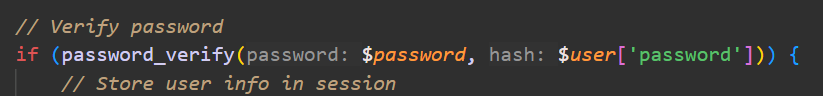 // Verify password
if (password_verify(password: $password, hash: $user['password'])) {
// Store user info in session